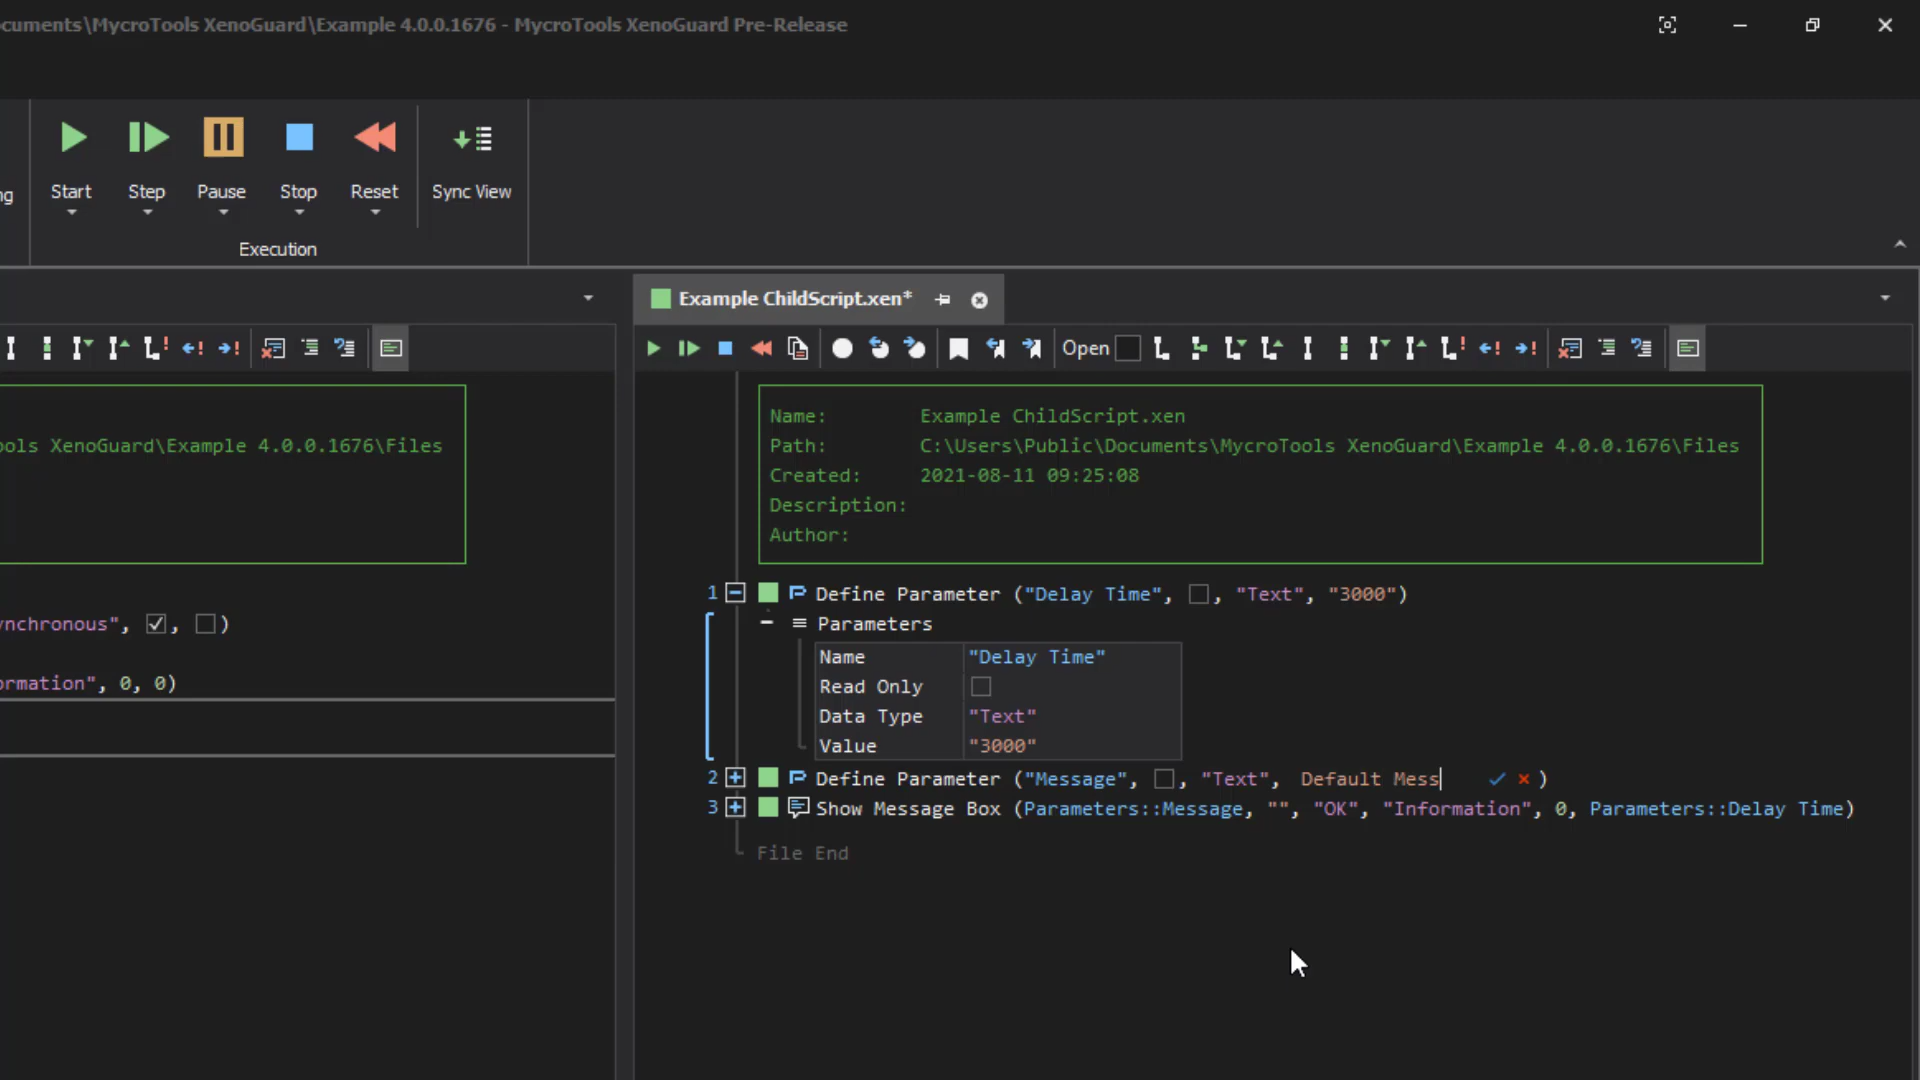 cuments\MycroTools XenoGuard\Example 4.0.0.1676 - MycroTools XenoGuard Pre-Release
ng
Start
Step
Pause
Stop
Reset
Sync View
Execution
Example ChildScript.xen*
Open
ools XenoGuard\Example 4.0.0.1676\Files
ynchronous", , )
ormation", 0, 0)
Name: Example ChildScript.xen
Path: C:\Users\Public\Documents\MycroTools XenoGuard\Example 4.0.0.1676\Files
Created: 2021-08-11 09:25:08
Description:
Author:
1 Define Parameter ("Delay Time", , "Text", "3000")
Parameters
Name "Delay Time"
Read Only
Data Type "Text"
Value "3000"
2 Define Parameter ("Message", , "Text", Default Mess )
3 Show Message Box (Parameters::Message, "", "OK", "Information", 0, Parameters::Delay Time)
File End